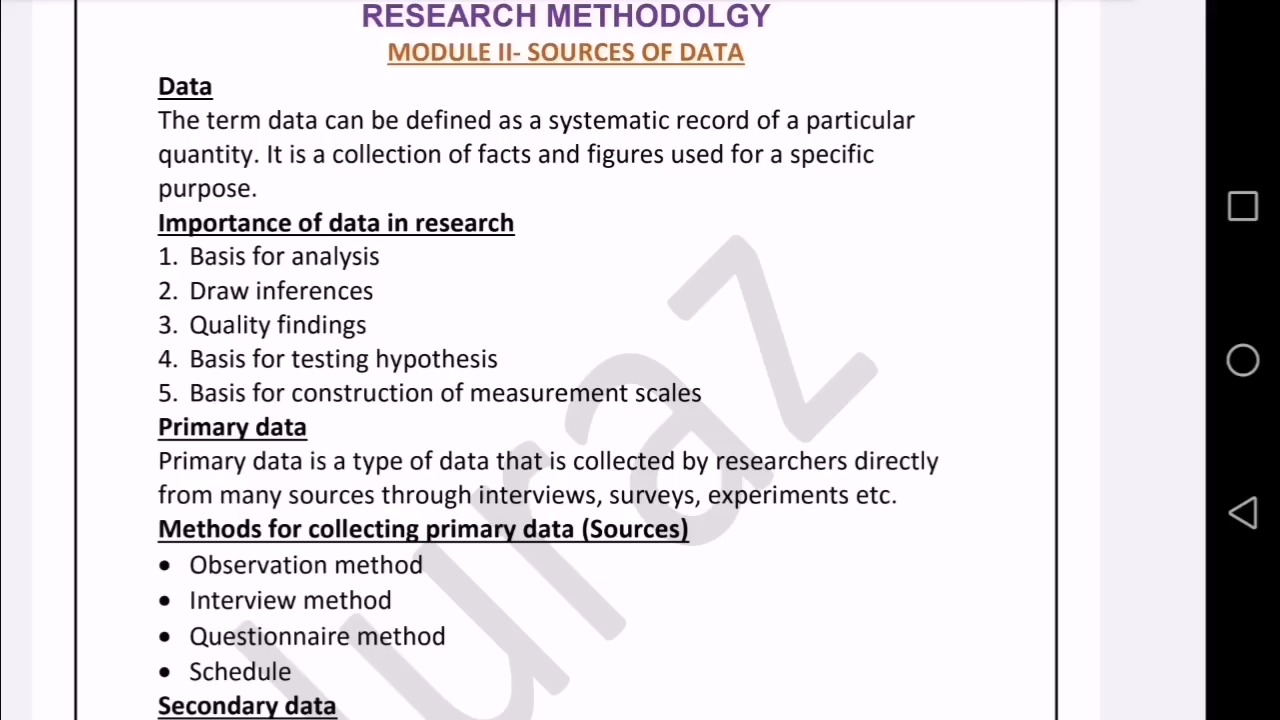 RESEARCH METHODOLGY
MODULE II- SOURCES OF DATA
Data
The term data can be defined as a systematic record of a particular
quantity. It is a collection of facts and figures used for a specific
purpose.
Importance of data in research
1. Basis for analysis
2. Draw inferences
3. Quality findings
4. Basis for testing hypothesis
5. Basis for construction of measurement scales
Primary data
Primary data is a type of data that is collected by researchers directly
from many sources through interviews, surveys, experiments etc.
Methods for collecting primary data (Sources)
• Observation method
• Interview method
• Questionnaire method
• Schedule
Secondary data